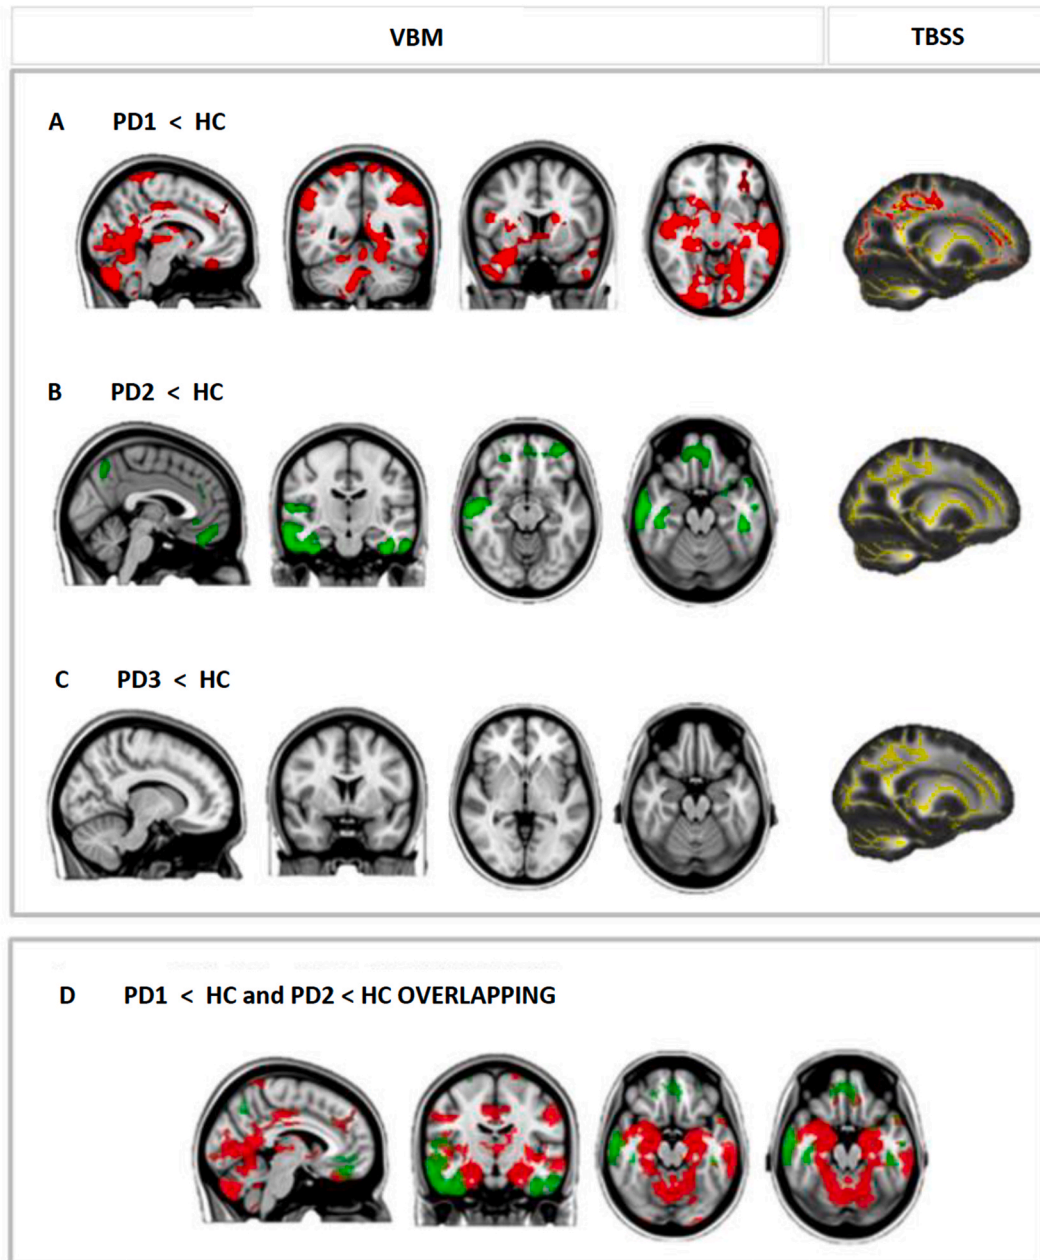 VBM
TBSS
A PD1 < HC
B PD2 < HC
C PD3 < HC
D PD1 < HC and PD2 < HC OVERLAPPING